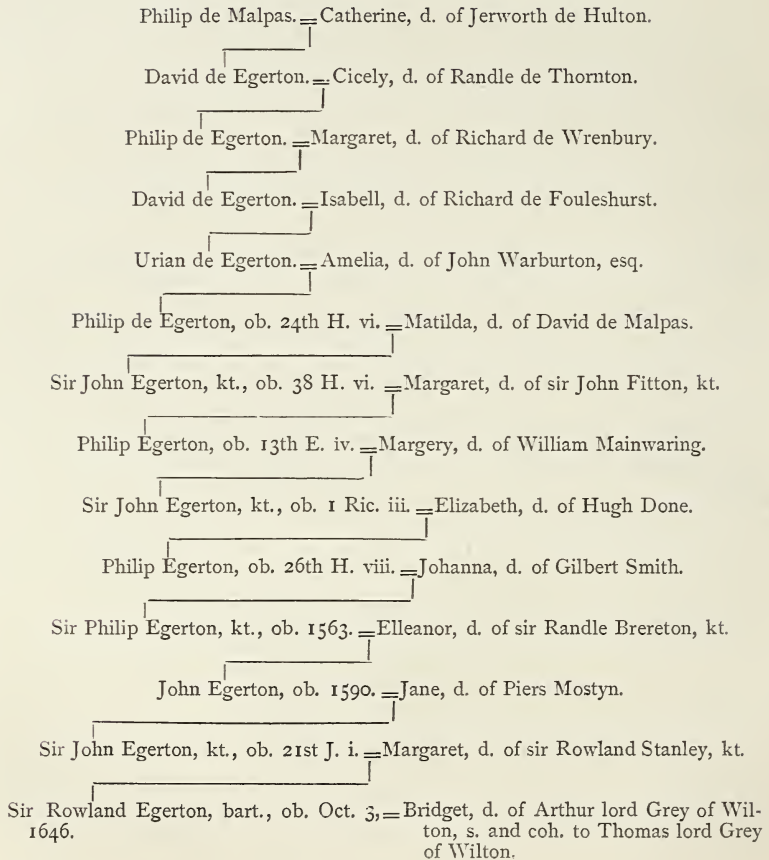 Philip de Malpas. = Catherine, d. of Jerworth de Hulton.
David de Egerton. = Cicely, d. of Randle de Thornton.
Philip de Egerton. = Margaret, d. of Richard de Wrenbury.
David de Egerton. = Isabell, d. of Richard de Fouleshurst.
Urian de Egerton. = Amelia, d. of John Warburton, esq.
Philip de Egerton, ob. 24th H. vi. = Matilda, d. of David de Malpas.
Sir John Egerton, kt., ob. 38 H. vi. = Margaret, d. of sir John Fitton, kt.
Philip Egerton, ob. 13th E. iv. = Margery, d. of William Mainwaring.
Sir John Egerton, kt., ob. 1 Ric. iii. = Elizabeth, d. of Hugh Done.
Philip Egerton, ob. 26th H. viii. = Johanna, d. of Gilbert Smith.
Sir Philip Egerton, kt., ob. 1563. = Elleanor, d. of sir Randle Brereton, kt.
John Egerton, ob. 1590. = Jane, d. of Piers Mostyn.
Sir John Egerton, kt., ob. 21st J. i. = Margaret, d. of sir Rowland Stanley, kt.
Sir Rowland Egerton, bart., ob. Oct. 3, = Bridget, d. of Arthur lord Grey of Wil-
1646. ton, s. and coh. to Thomas lord Grey
of Wilton.